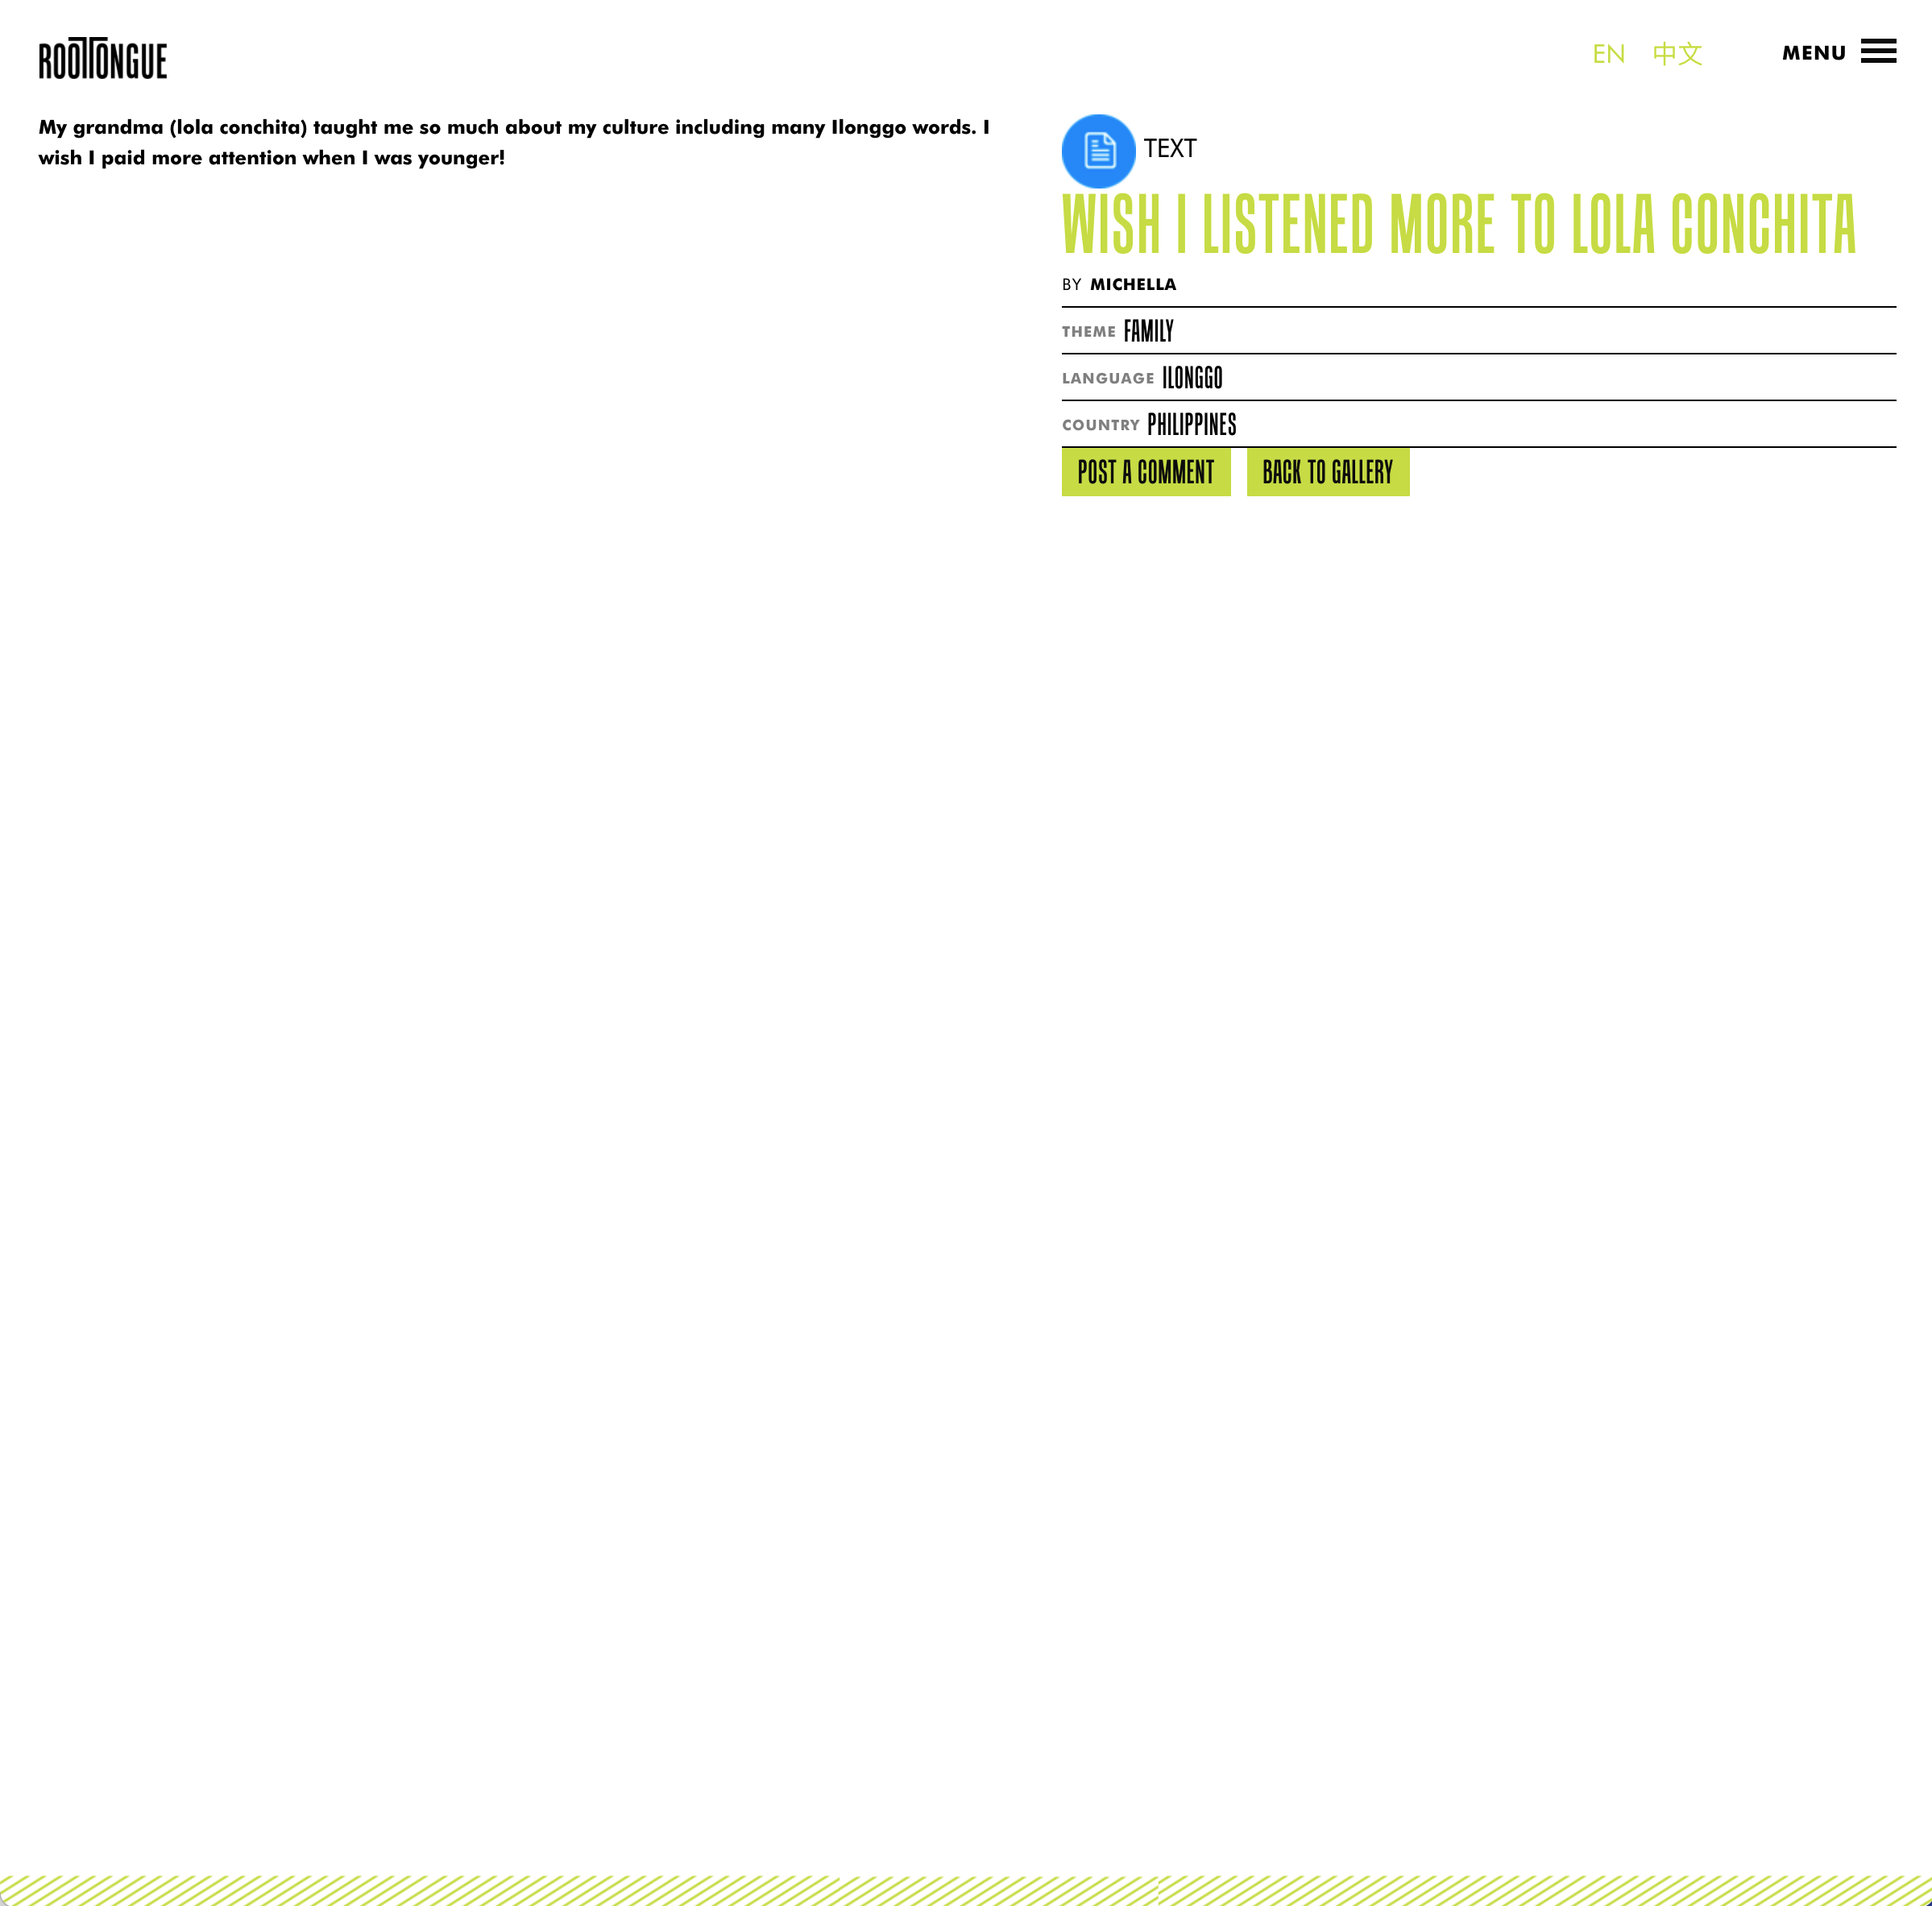 ROOTTONGUE
EN 中文 MENU
My grandma (lola conchita) taught me so much about my culture including many Ilonggo words. I
wish I paid more attention when I was younger!
TEXT
WISH I LISTENED MORE TO LOLA CONCHITA
BY MICHELLA
THEME FAMILY
LANGUAGE ILONGGO
COUNTRY PHILIPPINES
POST A COMMENT BACK TO GALLERY